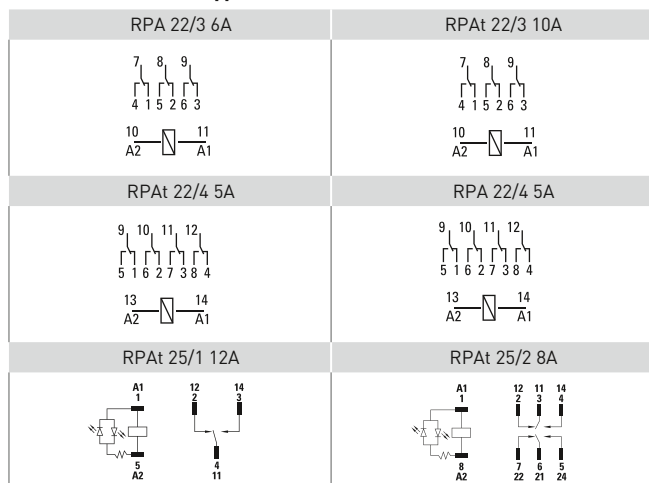 RPA 22/3 6A
RPAt 22/3 10A
7 8 9
4 1 5 2 6 3
10 11
A2 A1
7 8 9
4 1 5 2 6 3
10 11
A2 A1
RPAt 22/4 5A
RPA 22/4 5A
9 10 11 12
5 1 6 2 7 3 8 4
13 14
A2 A1
9 10 11 12
5 1 6 2 7 3 8 4
13 14
A2 A1
RPAt 25/1 12A
RPAt 25/2 8A
A1 12 14
1 2 3
5 4
A2 11
A1 12 11 14
1 2 3 4
8 7 6 5
A2 22 21 24